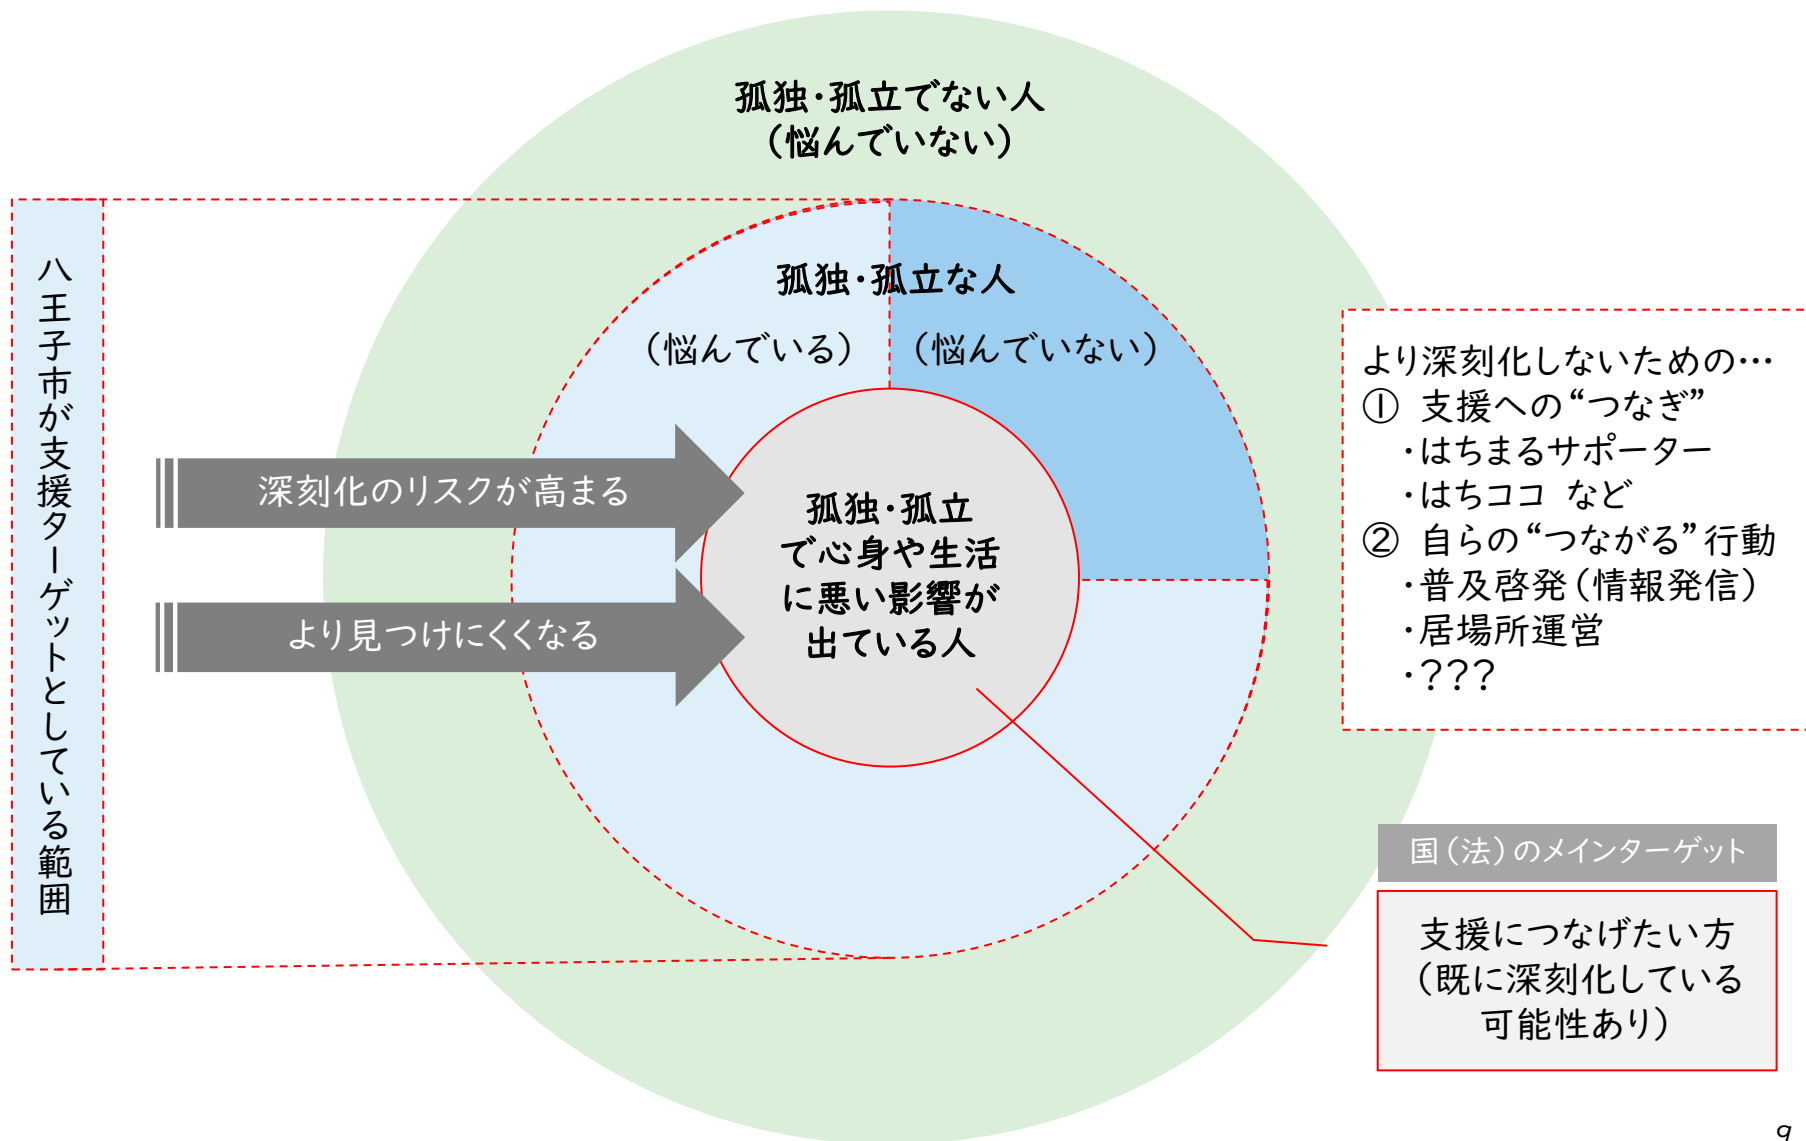 孤独・孤立でない人
（悩んでいない）
八王子市が支援ターゲットとしている範囲
孤独・孤立な人
（悩んでいる）
（悩んでいない）
深刻化のリスクが高まる
より見つけにくくなる
孤独・孤立
で心身や生活
に悪い影響が
出ている人
より深刻化しないための…
① 支援への“つなぎ”
・はちまるサポーター
・はちココ など
② 自らの“つながる”行動
・普及啓発（情報発信）
・居場所運営
・？？？
国（法）のメインターゲット
支援につなげたい方
（既に深刻化している
可能性あり）
9